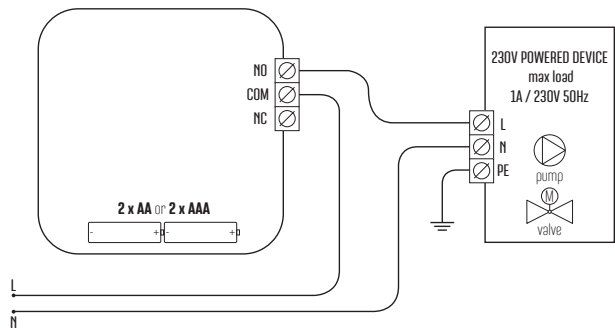 NO
COM
NC
2 x AA or 2 x AAA
- + - +
L
N
230V POWERED DEVICE
max load
1A / 230V 50Hz
L
N
PE
pump
M
valve